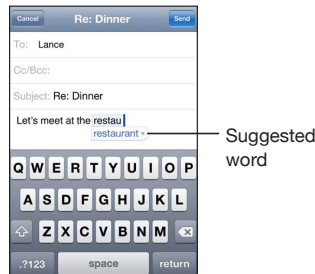 Cancel Re: Dinner Send
To: Lance
Cc/Bcc:
Subject: Re: Dinner
Let's meet at the restau
restaurant ×
Suggested
word
Q W E R T Y U I O P
A S D F G H J K L
Z X C V B N M
.?123 space return